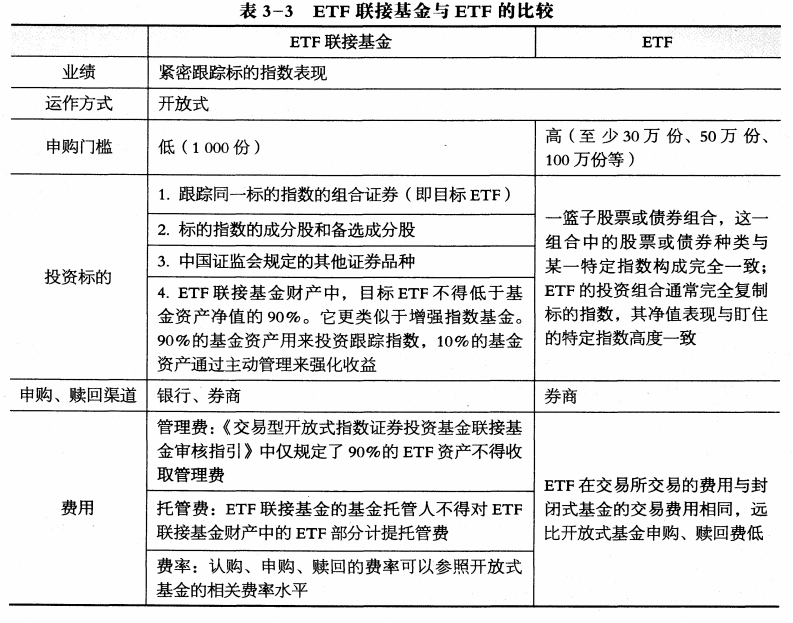 表 3-3 ETF 联接基金与 ETF 的比较
ETF 联接基金
ETF
业绩
紧密跟踪标的指数表现
运作方式
开放式
申购门槛
低（1 000 份）
高（至 少 30 万 份、50 万 份、
100 万份等）
投资标的
1. 跟踪同一标的指数的组合证券（即目标 ETF）
2. 标的指数的成分股和备选成分股
3. 中国证监会规定的其他证券品种
4. ETF 联接基金财产中，目标 ETF 不得低于基
金资产净值的 90%。它更类似于增强指数基金。
90%的基金资产用来投资跟踪指数，10%的基金
资产通过主动管理来强化收益
一篮子股票或债券组合，这一
组合中的股票或债券种类与
某一特定指数构成完全一致；
ETF 的投资组合通常完全复制
标的指数，其净值表现与盯住
的特定指数高度一致
申购、赎回渠道
银行、券商
券商
费用
管理费：《交易型开放式指数证券投资基金联接基
金审核指引》中仅规定了 90%的 ETF 资产不得收
取管理费
托管费：ETF 联接基金的基金托管人不得对 ETF
联接基金财产中的 ETF 部分计提托管费
费率：认购、申购、赎回的费率可以参照开放式
基金的相关费率水平
ETF 在交易所交易的费用与封
闭式基金的交易费用相同，远
比开放式基金申购、赎回费低